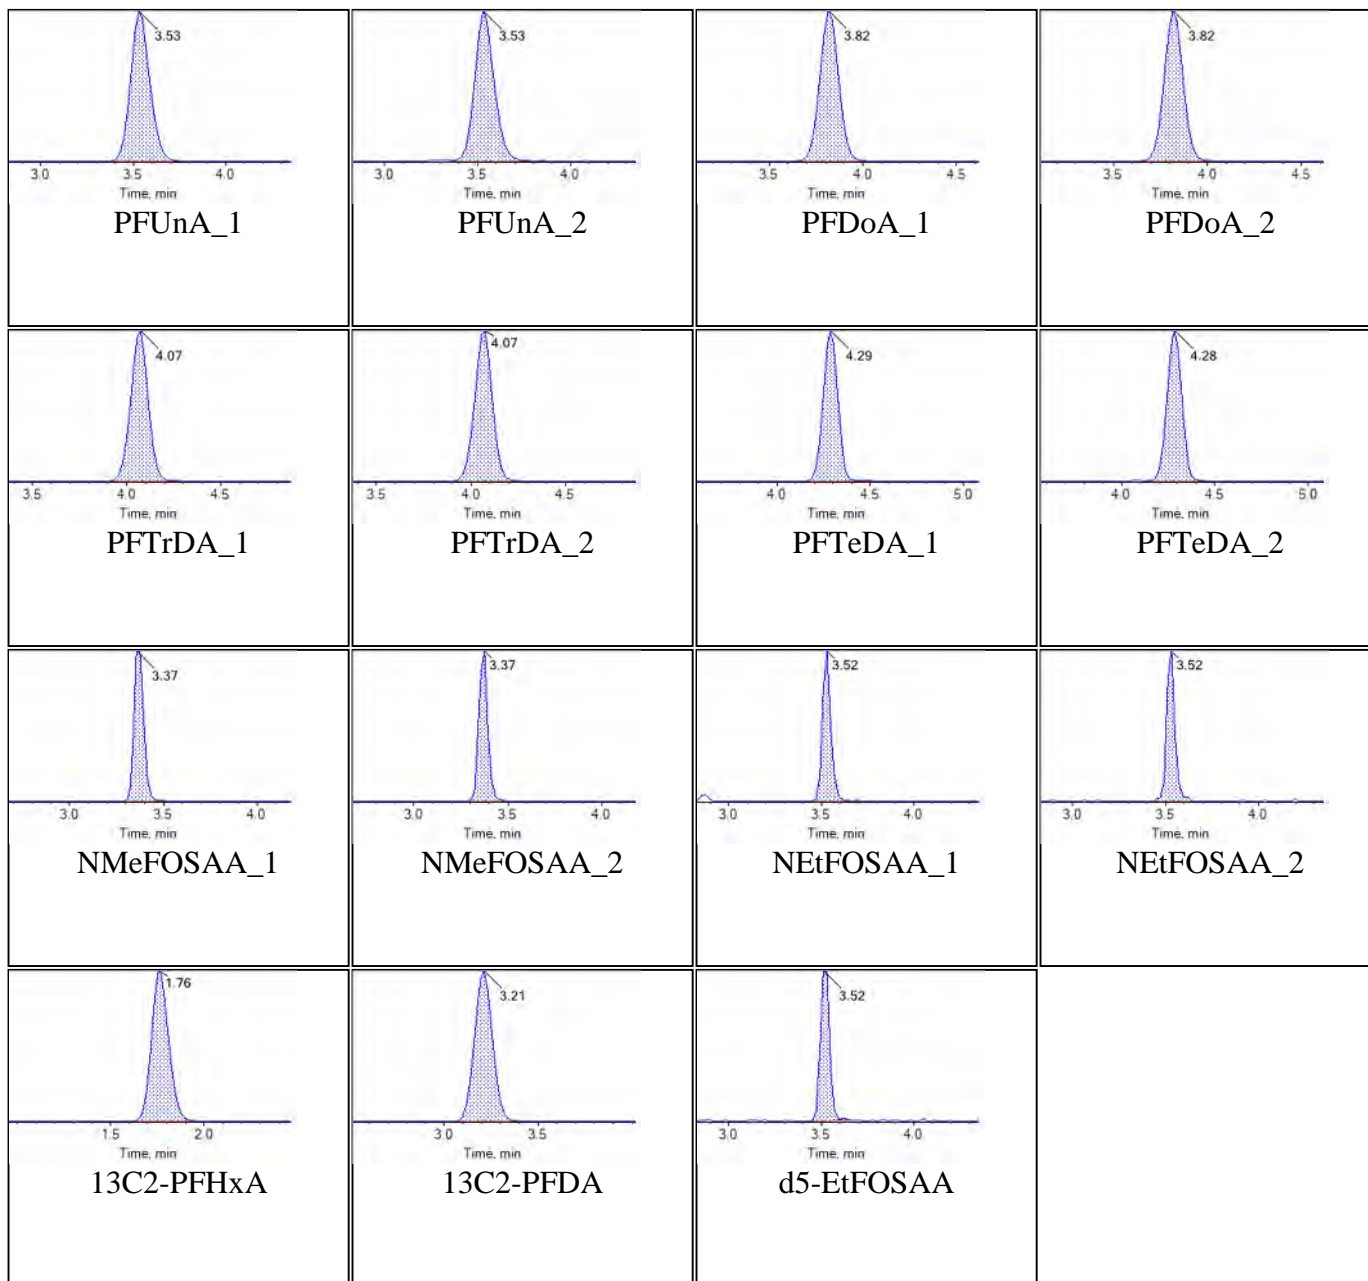 3.53
3.0 3.5 4.0
Time, min
PFUnA_1
3.53
3.0 3.5 4.0
Time, min
PFUnA_2
3.82
3.5 4.0 4.5
Time, min
PFDoA_1
3.82
3.5 4.0 4.5
Time, min
PFDoA_2
4.07
3.5 4.0 4.5
Time, min
PFTrDA_1
4.07
3.5 4.0 4.5
Time, min
PFTrDA_2
4.29
4.0 4.5 5.0
Time, min
PFTeDA_1
4.28
4.0 4.5 5.0
Time, min
PFTeDA_2
3.37
3.0 3.5 4.0
Time, min
NMeFOSAA_1
3.37
3.0 3.5 4.0
Time, min
NMeFOSAA_2
3.52
3.0 3.5 4.0
Time, min
NEtFOSAA_1
3.52
3.0 3.5 4.0
Time, min
NEtFOSAA_2
1.76
1.5 2.0
Time, min
13C2-PFHxA
3.21
3.0 3.5
Time, min
13C2-PFDA
3.52
3.0 3.5 4.0
Time, min
d5-EtFOSAA